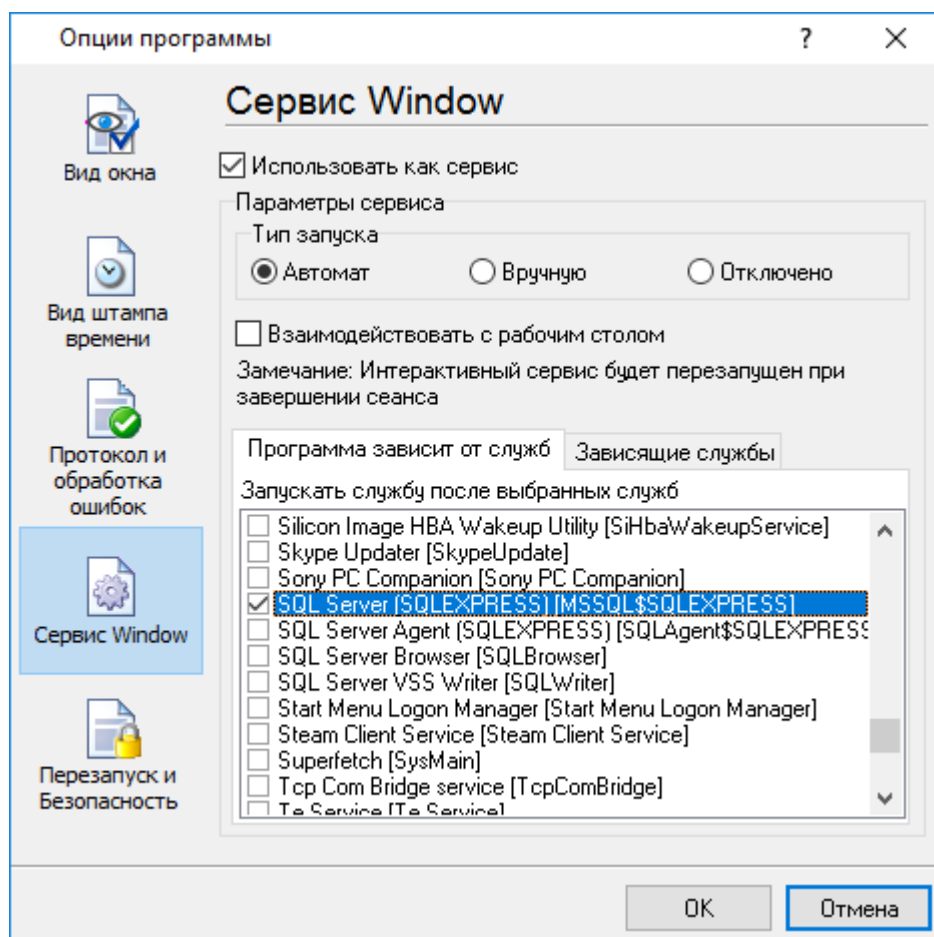 Опции программы
?
Сервис Window
Вид окна
Вид штампа
времени
Протокол и
обработка
ошибок
Сервис Window
Перезапуск и
Безопасность
Использовать как сервис
Параметры сервиса
Тип запуска
Автомат
Вручную
Отключено
Взаимодействовать с рабочим столом
Замечание: Интерактивный сервис будет перезапущен при
завершении сеанса
Программа зависит от служб
Зависящие службы
Запускать службу после выбранных служб
Silicon Image HBA Wakeup Utility [SiHbaWakeupService]
Skype Updater [SkypeUpdate]
Sony PC Companion [Sony PC Companion]
SQL Server (SQLEXPRESS) [MSSQL$SQLEXPRESS]
SQL Server Agent (SQLEXPRESS) [SQLAgent$SQLEXPRESS
SQL Server Browser [SQLBrowser]
SQL Server VSS Writer [SQLWriter]
Start Menu Logon Manager [Start Menu Logon Manager]
Steam Client Service [Steam Client Service]
Superfetch [SysMain]
Tcp Com Bridge service [TcpComBridge]
Te.Service [Te.Service]
OK
Отмена